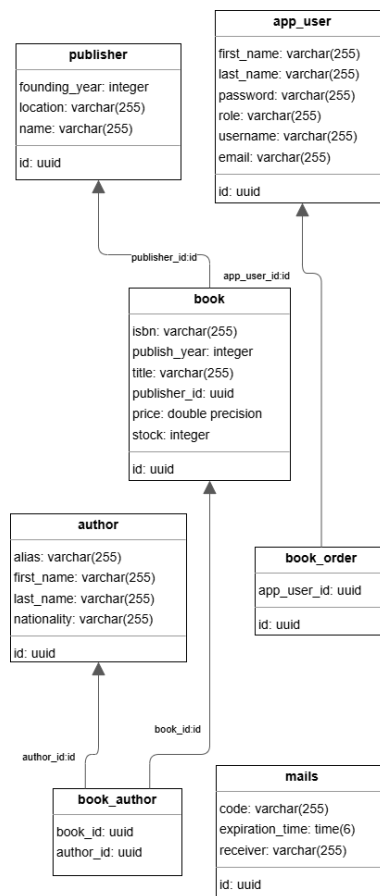 app_user
first_name: varchar(255)
last_name: varchar(255)
password: varchar(255)
role: varchar(255)
username: varchar(255)
email: varchar(255)
id: uuid
publisher
founding_year: integer
location: varchar(255)
name: varchar(255)
id: uuid
publisher_id:id
app_user_id:id
book
isbn: varchar(255)
publish_year: integer
title: varchar(255)
publisher_id: uuid
price: double precision
stock: integer
id: uuid
author
alias: varchar(255)
first_name: varchar(255)
last_name: varchar(255)
nationality: varchar(255)
id: uuid
book_order
app_user_id: uuid
id: uuid
book_id:id
author_id:id
book_author
book_id: uuid
author_id: uuid
mails
code: varchar(255)
expiration_time: time(6)
receiver: varchar(255)
id: uuid